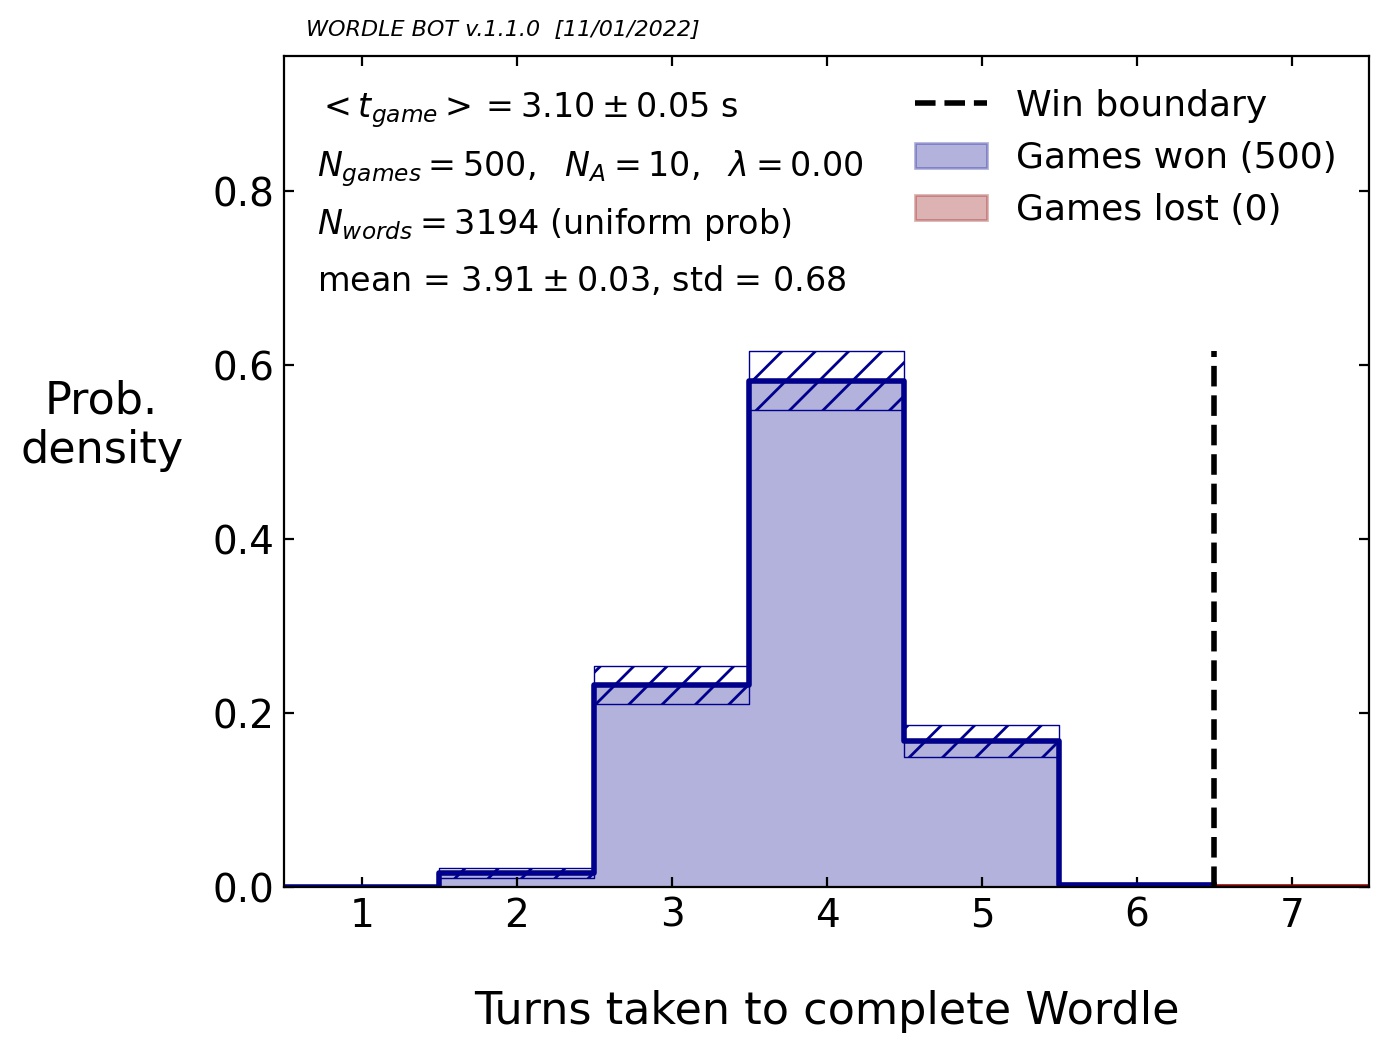 WORDLE BOT v.1.1.0 [11/01/2022]
< t_game > = 3.10 ± 0.05 s
N_games = 500, N_A = 10, λ = 0.00
N_words = 3194 (uniform prob)
mean = 3.91 ± 0.03, std = 0.68
Win boundary
Games won (500)
Games lost (0)
0.8
0.6
0.4
0.2
0.0
Prob.
density
1 2 3 4 5 6 7
Turns taken to complete Wordle